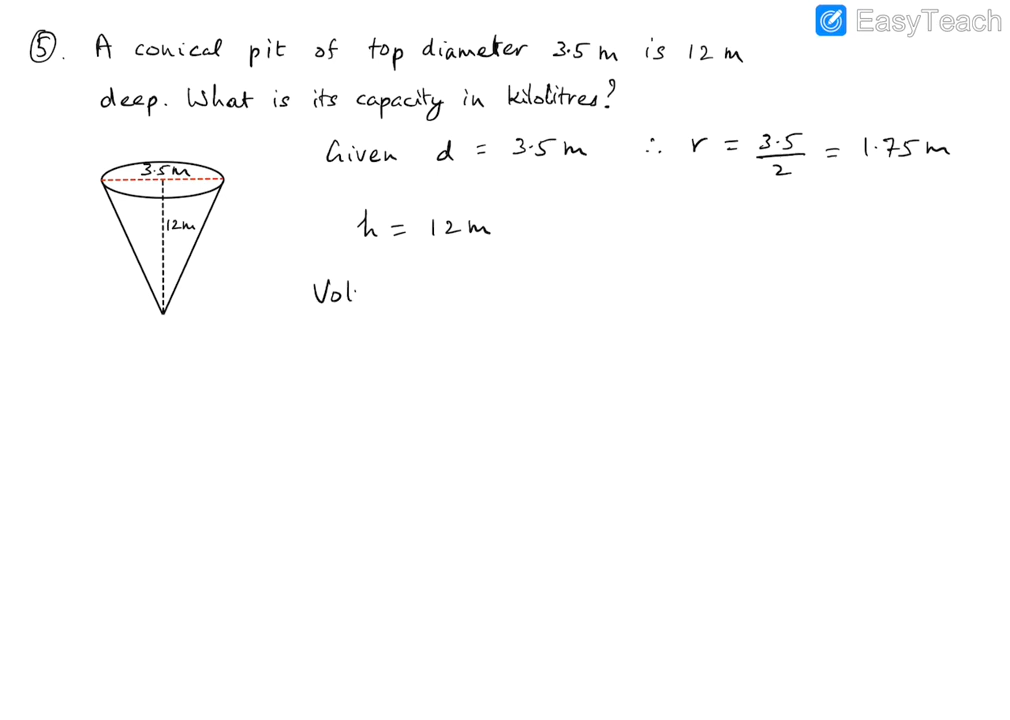 EasyTeach
⑤. A conical pit of top diameter 3.5 m is 12 m
deep. What is its capacity in kilolitres?
Given d = 3.5 m ∴ r = 3.5/2 = 1.75 m
3.5m
12m
h = 12 m
Vol.